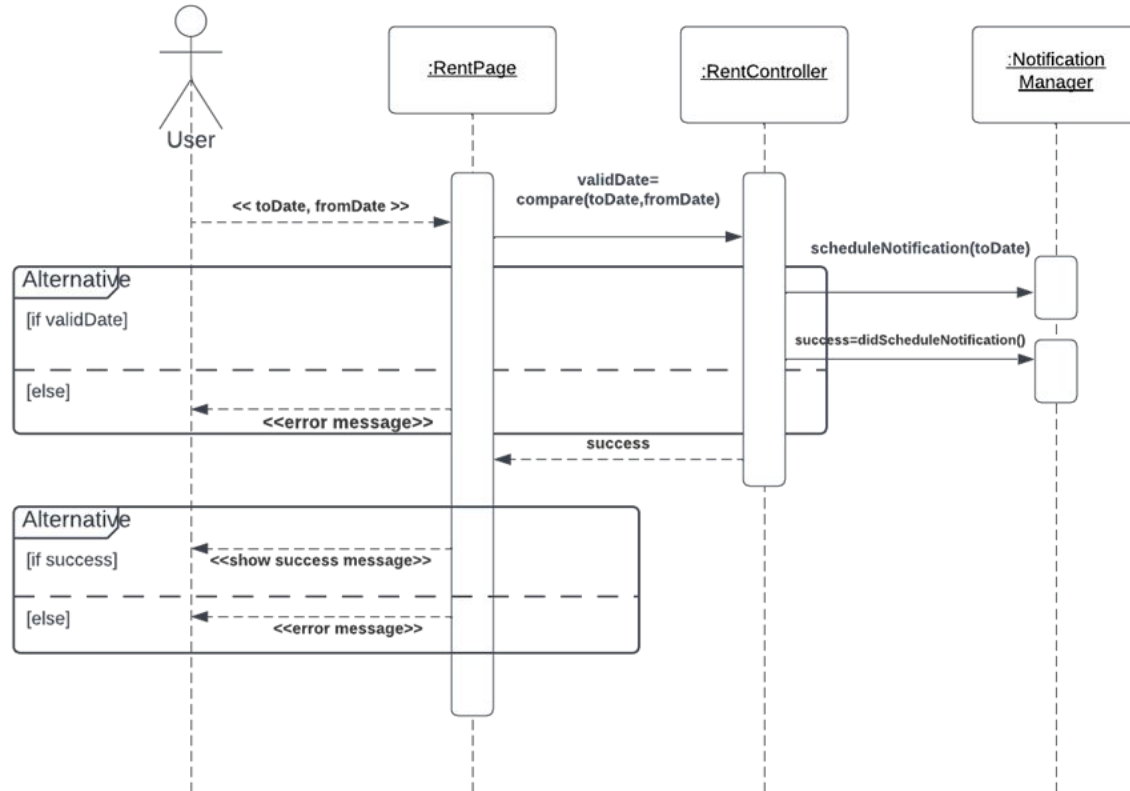 :RentPage
:RentController
:Notification
Manager
User
<< toDate, fromDate >>
validDate=
compare(toDate,fromDate)
scheduleNotification(toDate)
Alternative
[if validDate]
success=didScheduleNotification()
[else]
<<error message>>
success
Alternative
[if success]
<<show success message>>
[else]
<<error message>>